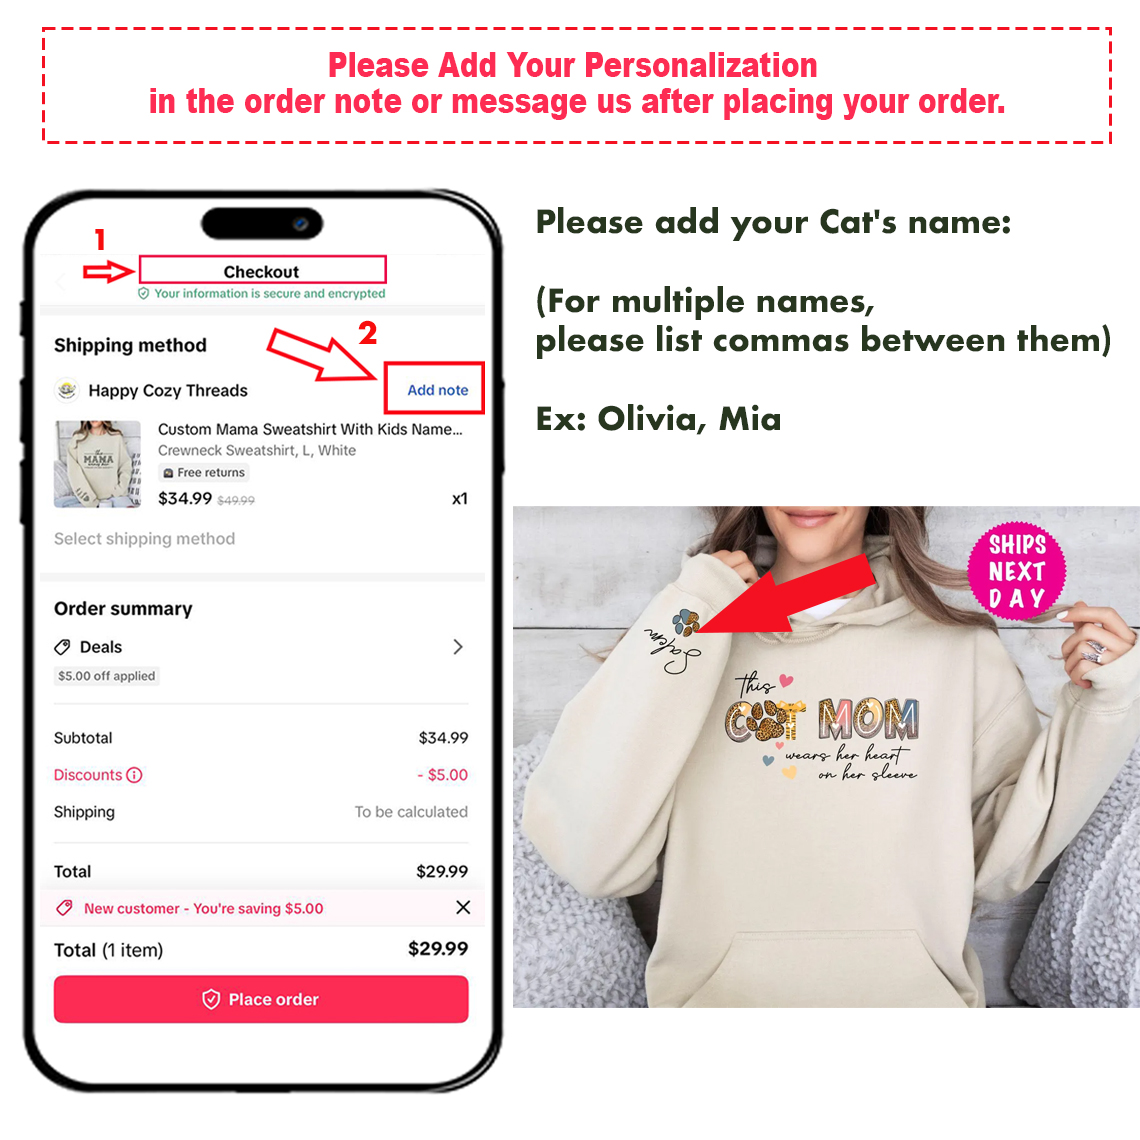 Please Add Your Personalization
in the order note or message us after placing your order.
1
Checkout
Your information is secure and encrypted
2
Shipping method
Happy Cozy Threads
Add note
Custom Mama Sweatshirt With Kids Name...
Crewneck Sweatshirt, L, White
Free returns
$34.99 $49.99
x1
MAMA
Select shipping method
Order summary
Deals
$5.00 off applied
Subtotal
$34.99
Discounts
- $5.00
Shipping
To be calculated
Total
$29.99
New customer - You're saving $5.00
Total (1 item)
$29.99
Place order
Please add your Cat's name:
(For multiple names,
please list commas between them)
Ex: Olivia, Mia
SHIPS
NEXT
DAY
Salem
This
CAT MOM
wears her heart
on her sleeve